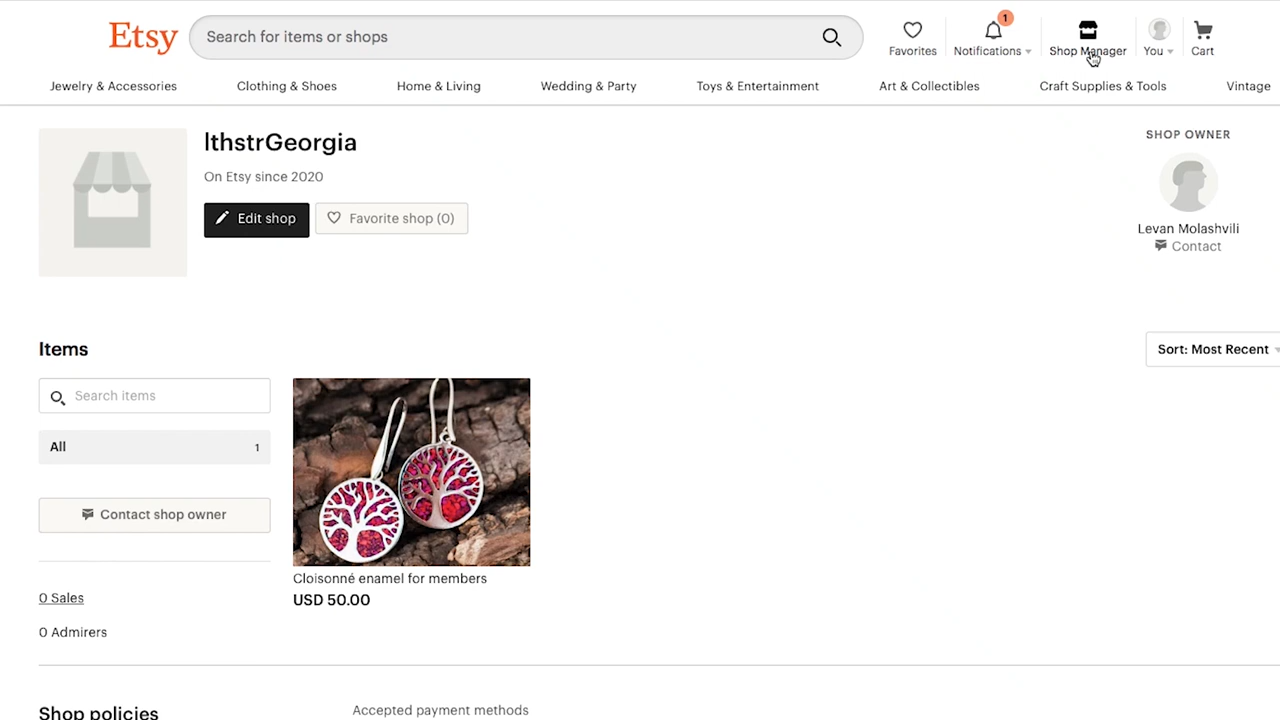 Etsy
Search for items or shops
Favorites
1
Notifications
Shop Manager
You
Cart
Jewelry & Accessories
Clothing & Shoes
Home & Living
Wedding & Party
Toys & Entertainment
Art & Collectibles
Craft Supplies & Tools
Vintage
lthstrGeorgia
On Etsy since 2020
Edit shop
Favorite shop (0)
SHOP OWNER
Levan Molashvili
Contact
Items
Sort: Most Recent
Search items
All 1
Contact shop owner
0 Sales
0 Admirers
Cloisonné enamel for members
USD 50.00
Shop policies
Accepted payment methods